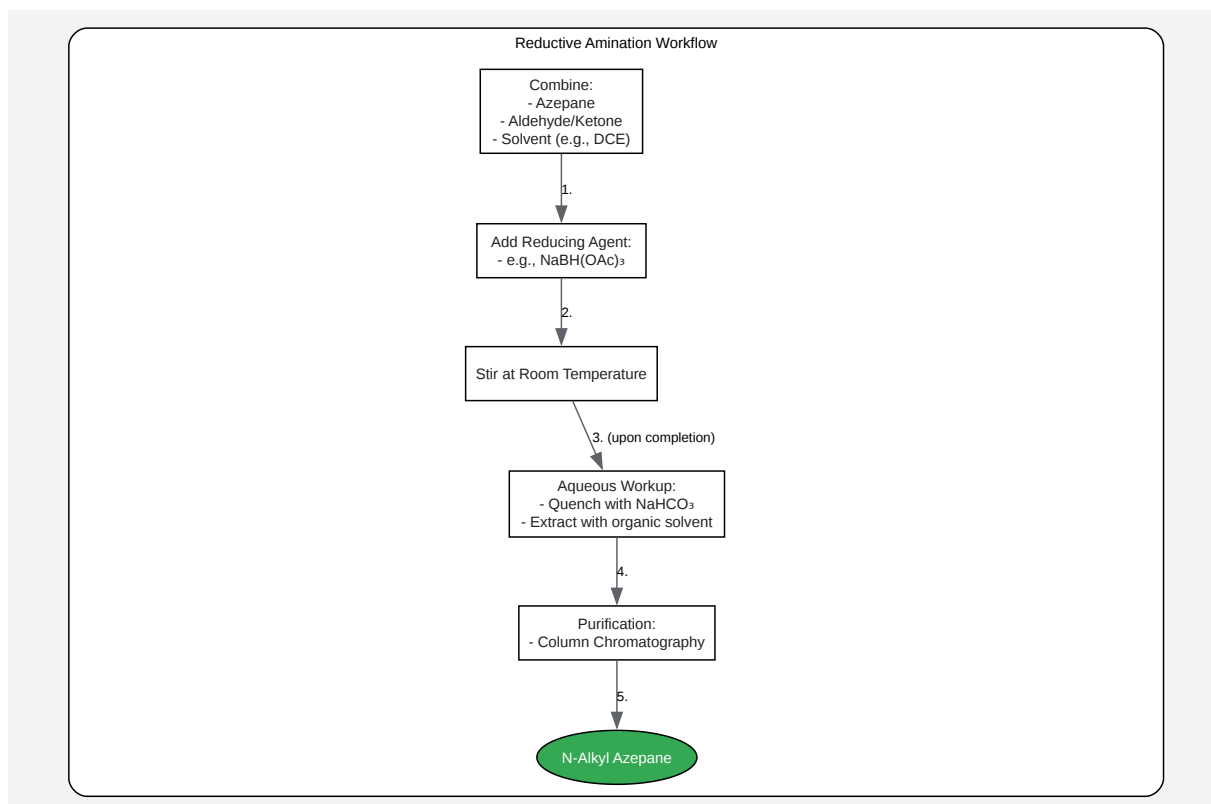 Reductive Amination Workflow
Combine:
- Azepane
- Aldehyde/Ketone
- Solvent (e.g., DCE)
1.
Add Reducing Agent:
- e.g., NaBH(OAc)₃
2.
Stir at Room Temperature
3. (upon completion)
Aqueous Workup:
- Quench with NaHCO₃
- Extract with organic solvent
4.
Purification:
- Column Chromatography
5.
N-Alkyl Azepane